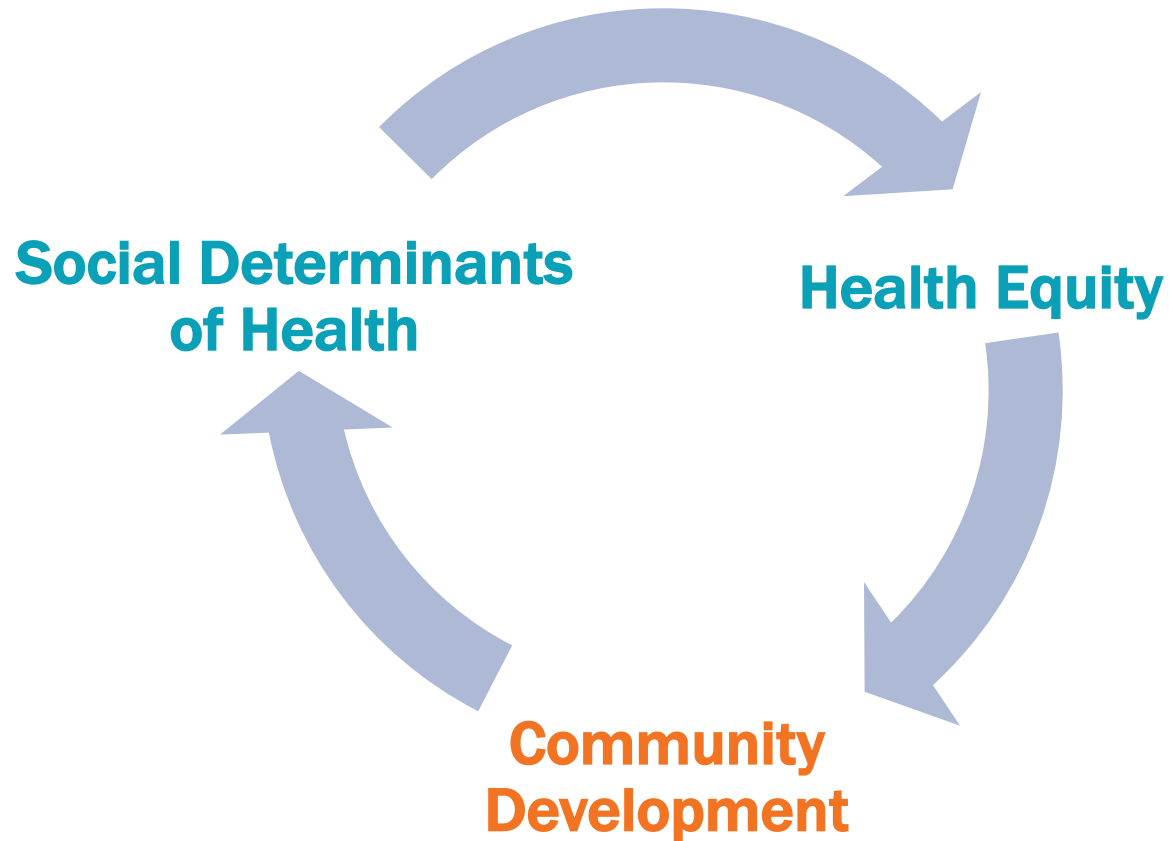 Social Determinants
of Health
Health Equity
Community
Development